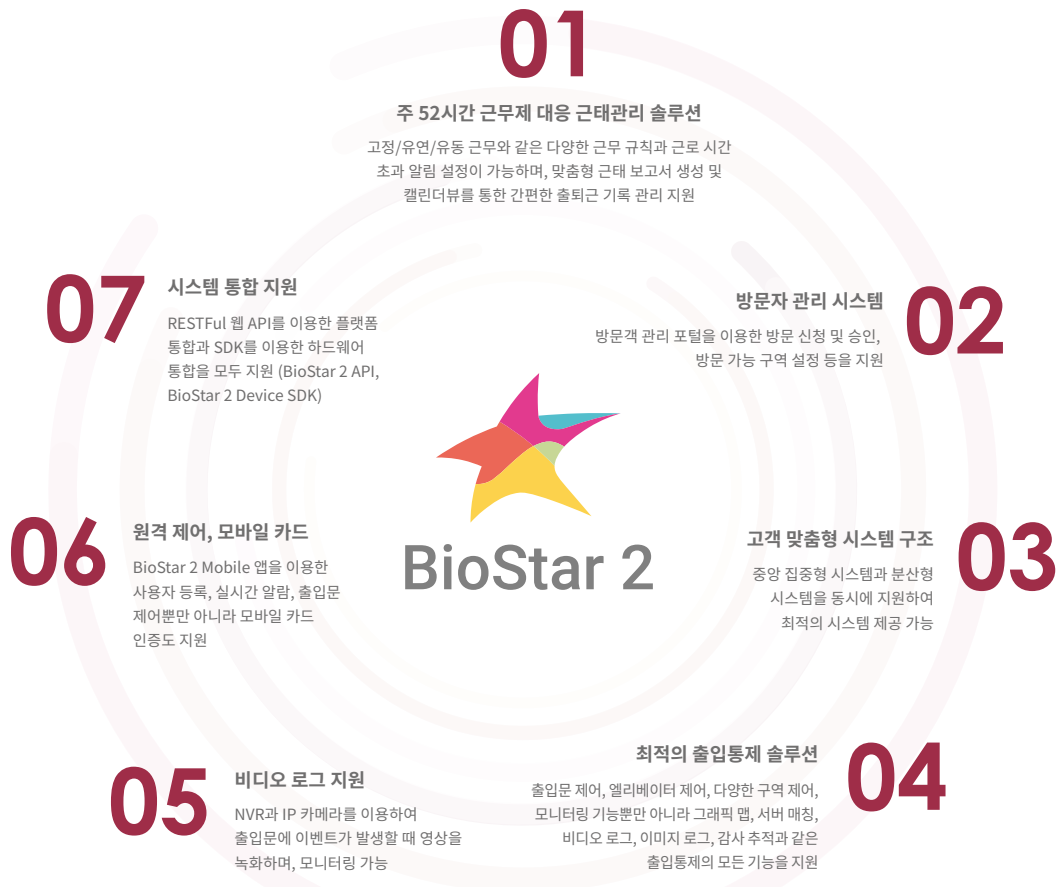 01
주 52시간 근무제 대응 근태관리 솔루션
고정/유연/유동 근무와 같은 다양한 근무 규칙과 근로 시간
초과 알림 설정이 가능하며, 맞춤형 근태 보고서 생성 및
캘린더뷰를 통한 간편한 출퇴근 기록 관리 지원
02
방문자 관리 시스템
방문객 관리 포털을 이용한 방문 신청 및 승인,
방문 가능 구역 설정 등을 지원
03
고객 맞춤형 시스템 구조
중앙 집중형 시스템과 분산형
시스템을 동시에 지원하여
최적의 시스템 제공 가능
04
최적의 출입통제 솔루션
출입문 제어, 엘리베이터 제어, 다양한 구역 제어,
모니터링 기능뿐만 아니라 그래픽 맵, 서버 매칭,
비디오 로그, 이미지 로그, 감사 추적과 같은
출입통제의 모든 기능을 지원
05
비디오 로그 지원
NVR과 IP 카메라를 이용하여
출입문에 이벤트가 발생할 때 영상을
녹화하며, 모니터링 가능
06
원격 제어, 모바일 카드
BioStar 2 Mobile 앱을 이용한
사용자 등록, 실시간 알람, 출입문
제어뿐만 아니라 모바일 카드
인증도 지원
07
시스템 통합 지원
RESTFul 웹 API를 이용한 플랫폼
통합과 SDK를 이용한 하드웨어
통합을 모두 지원 (BioStar 2 API,
BioStar 2 Device SDK)
BioStar 2